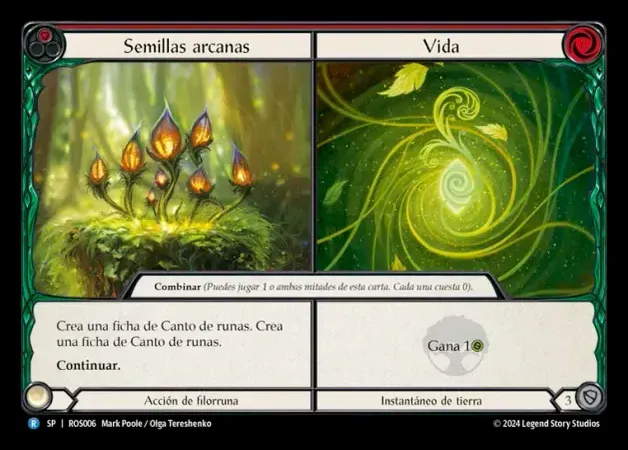 Semillas arcanas
Vida
Combinar (Puedes jugar 1 o ambas mitades de esta carta. Cada una cuesta 0).
Crea una ficha de Canto de runas. Crea
una ficha de Canto de runas.
Continuar.
Gana 1
Acción de filorruna
Instantáneo de tierra
3
R SP | ROS006 Mark Poole / Olga Tereshenko
© 2024 Legend Story Studios